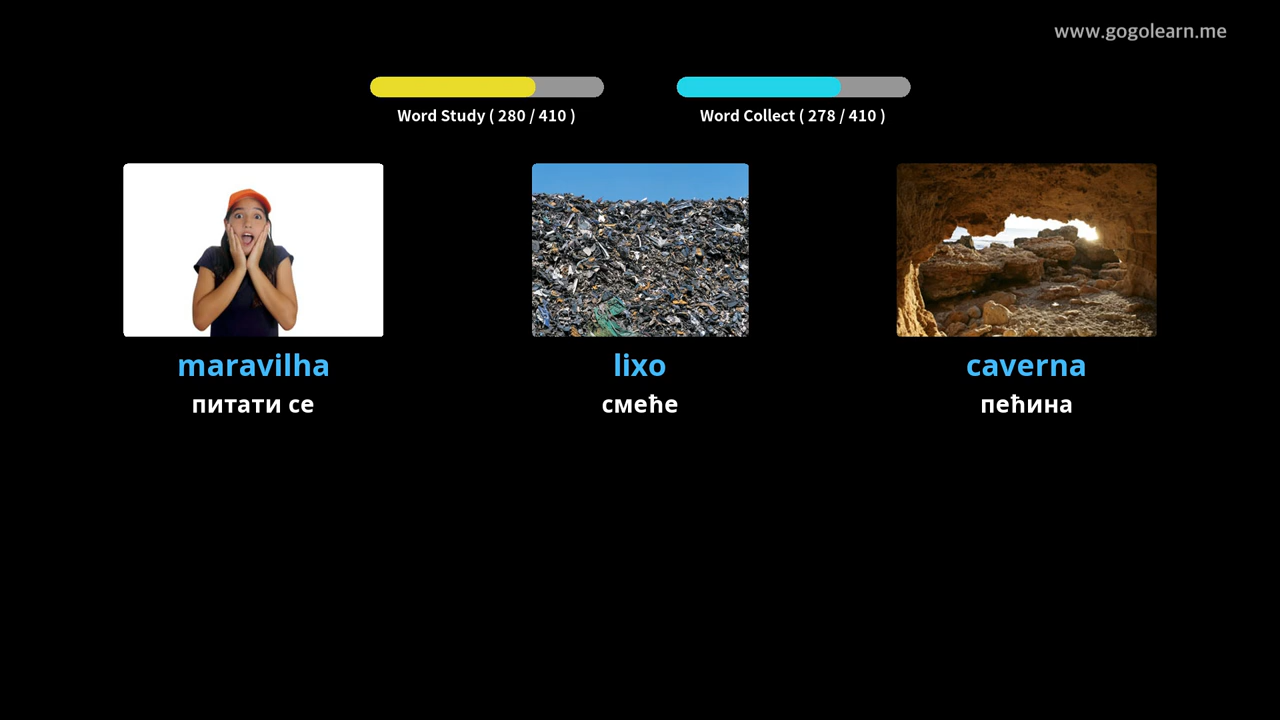 www.gogolearn.me
Word Study ( 280 / 410 )
Word Collect ( 278 / 410 )
maravilha
питати се
lixo
смеће
caverna
пећина